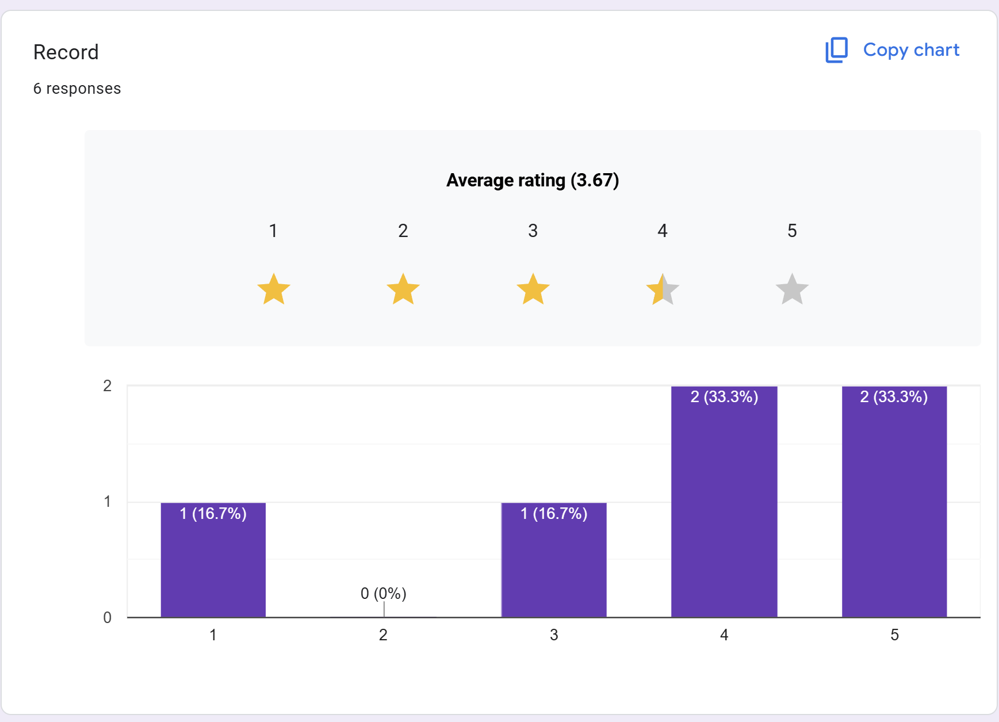 Record
Copy chart
6 responses
Average rating (3.67)
1 2 3 4 5
2
2 (33.3%) 2 (33.3%)
1
1 (16.7%) 1 (16.7%)
0 (0%)
0
1 2 3 4 5